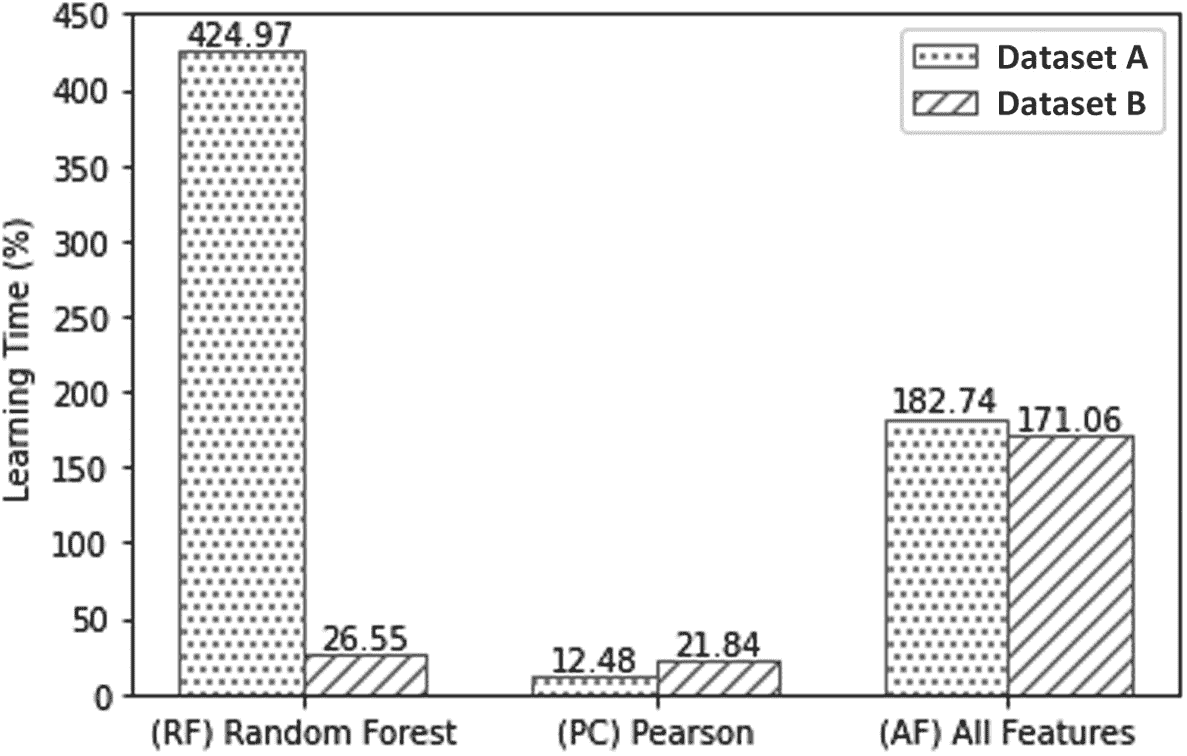 Learning Time (%)
450
400
350
300
250
200
150
100
50
0
424.97
26.55
12.48
21.84
182.74
171.06
Dataset A
Dataset B
(RF) Random Forest
(PC) Pearson
(AF) All Features